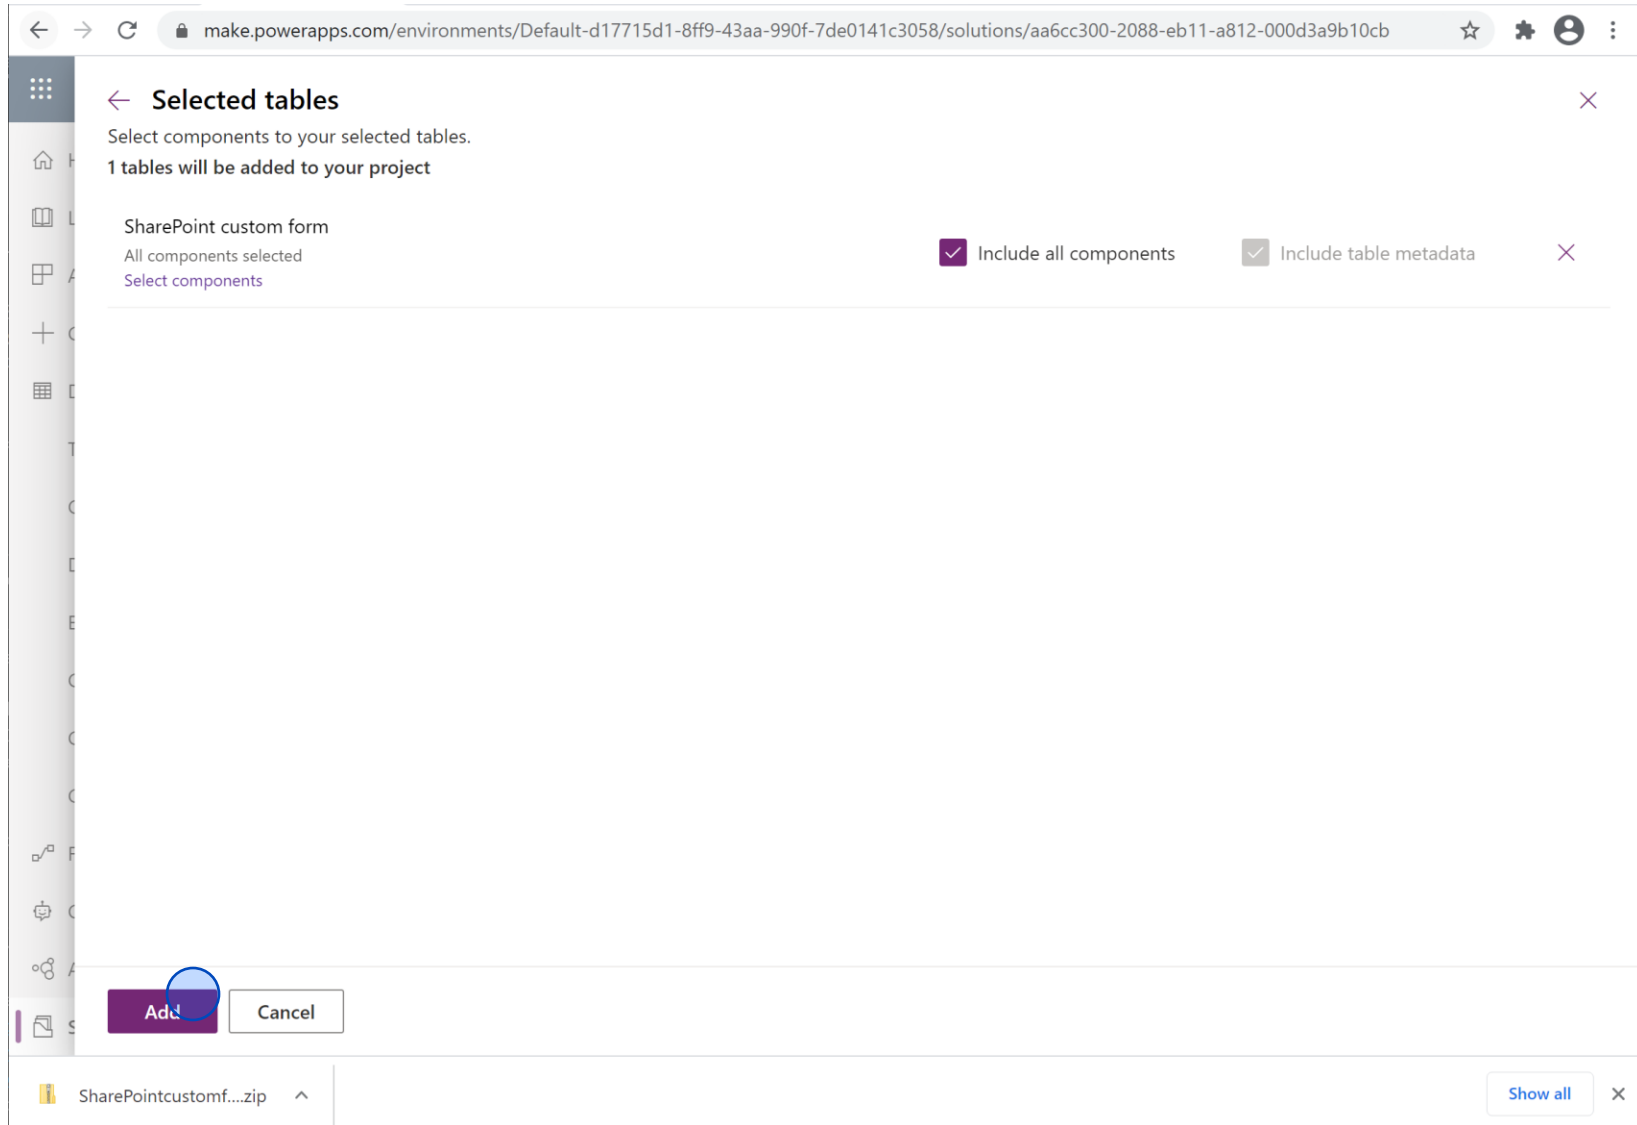 make.powerapps.com/environments/Default-d17715d1-8ff9-43aa-990f-7de0141c3058/solutions/aa6cc300-2088-eb11-a812-000d3a9b10cb
Selected tables
Select components to your selected tables.
1 tables will be added to your project
SharePoint custom form
All components selected
Select components
Include all components
Include table metadata
Add
Cancel
SharePointcustomf....zip
Show all